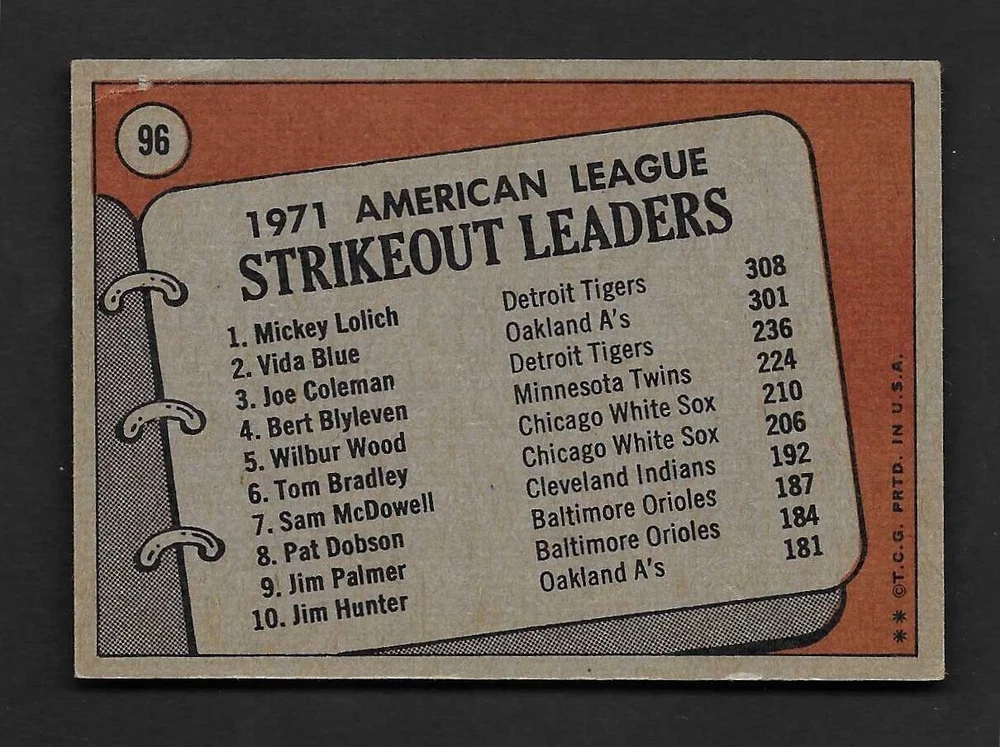 96
1971 AMERICAN LEAGUE
STRIKEOUT LEADERS
1. Mickey Lolich Detroit Tigers 308
2. Vida Blue Oakland A's 301
3. Joe Coleman Detroit Tigers 236
4. Bert Blyleven Minnesota Twins 224
5. Wilbur Wood Chicago White Sox 210
6. Tom Bradley Chicago White Sox 206
7. Sam McDowell Cleveland Indians 192
8. Pat Dobson Baltimore Orioles 187
9. Jim Palmer Baltimore Orioles 184
10. Jim Hunter Oakland A's 181
** ©T.C.G. PRTD. IN U.S.A.